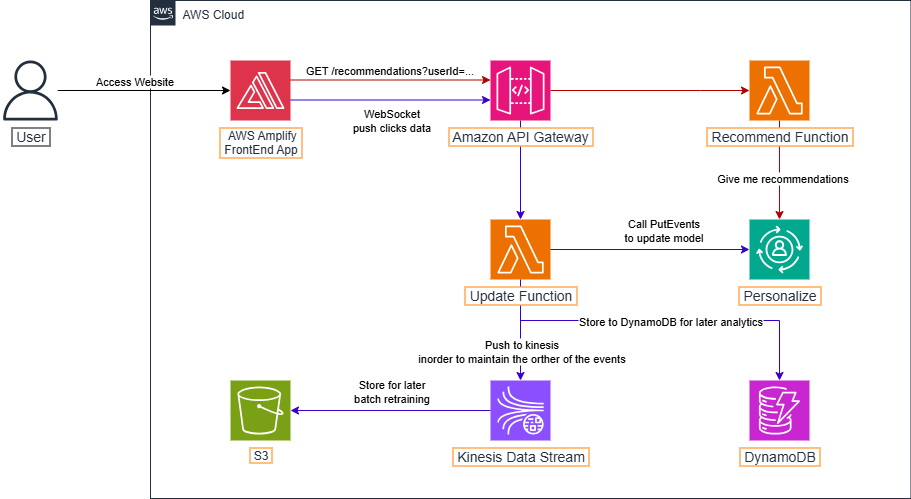 aws
AWS Cloud
Access Website
User
GET /recommendations?userId=...
WebSocket
push clicks data
AWS Amplify
FrontEnd App
Amazon API Gateway
Recommend Function
Give me recommendations
Call PutEvents
to update model
Update Function
Personalize
Store to DynamoDB for later analytics
Push to kinesis
inorder to maintain the orther of the events
Store for later
batch retraining
S3
Kinesis Data Stream
DynamoDB